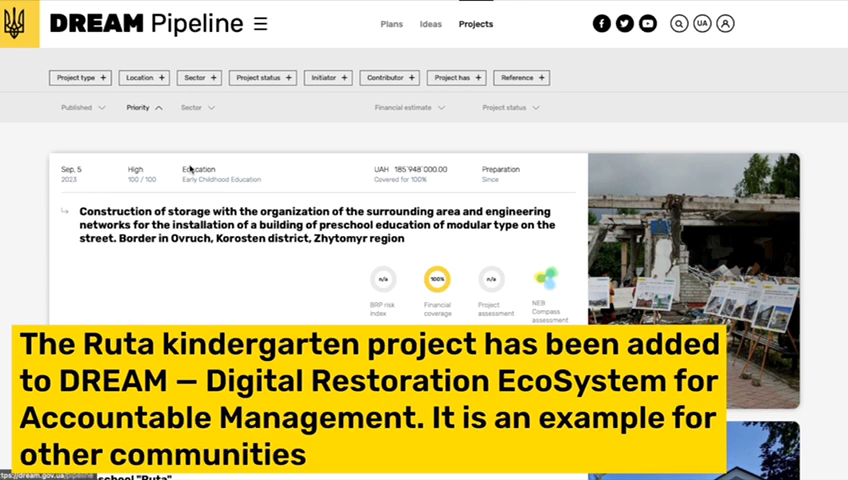 DREAM Pipeline
Plans Ideas Projects
UA
Project type + Location + Sector + Project status + Initiator + Contributor + Project has + Reference +
Published Priority Sector Financial estimate Project status
Sep, 5 High Education UAH 185'948'000.00 Preparation
2023 100 / 100 Early Childhood Education Covered for 100% Since
Construction of storage with the organization of the surrounding area and engineering
networks for the installation of a building of preschool education of modular type on the
street. Border in Ovruch, Korosten district, Zhytomyr region
n/a 100% n/a
BRP risk index Financial coverage Project assessment NEB Compass assessment
The Ruta kindergarten project has been added
to DREAM — Digital Restoration EcoSystem for
Accountable Management. It is an example for
other communities
tps://dream.gov.ua/pipeline
school "Ruta"